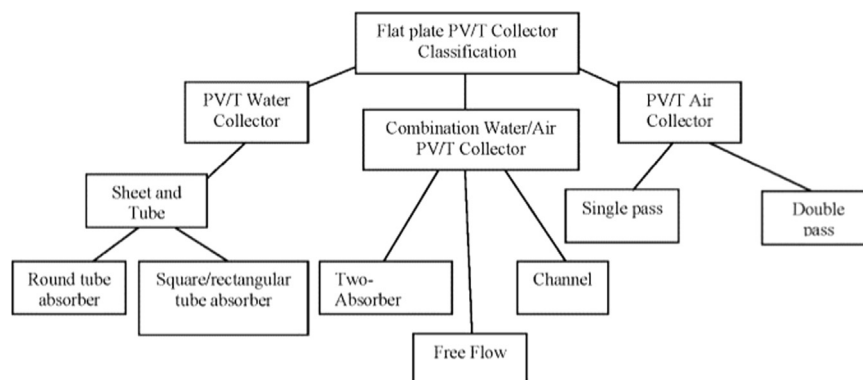 Flat plate PV/T Collector
Classification
PV/T Water
Collector
Combination Water/Air
PV/T Collector
PV/T Air
Collector
Sheet and
Tube
Single pass
Double
pass
Round tube
absorber
Square/rectangular
tube absorber
Two-
Absorber
Channel
Free Flow